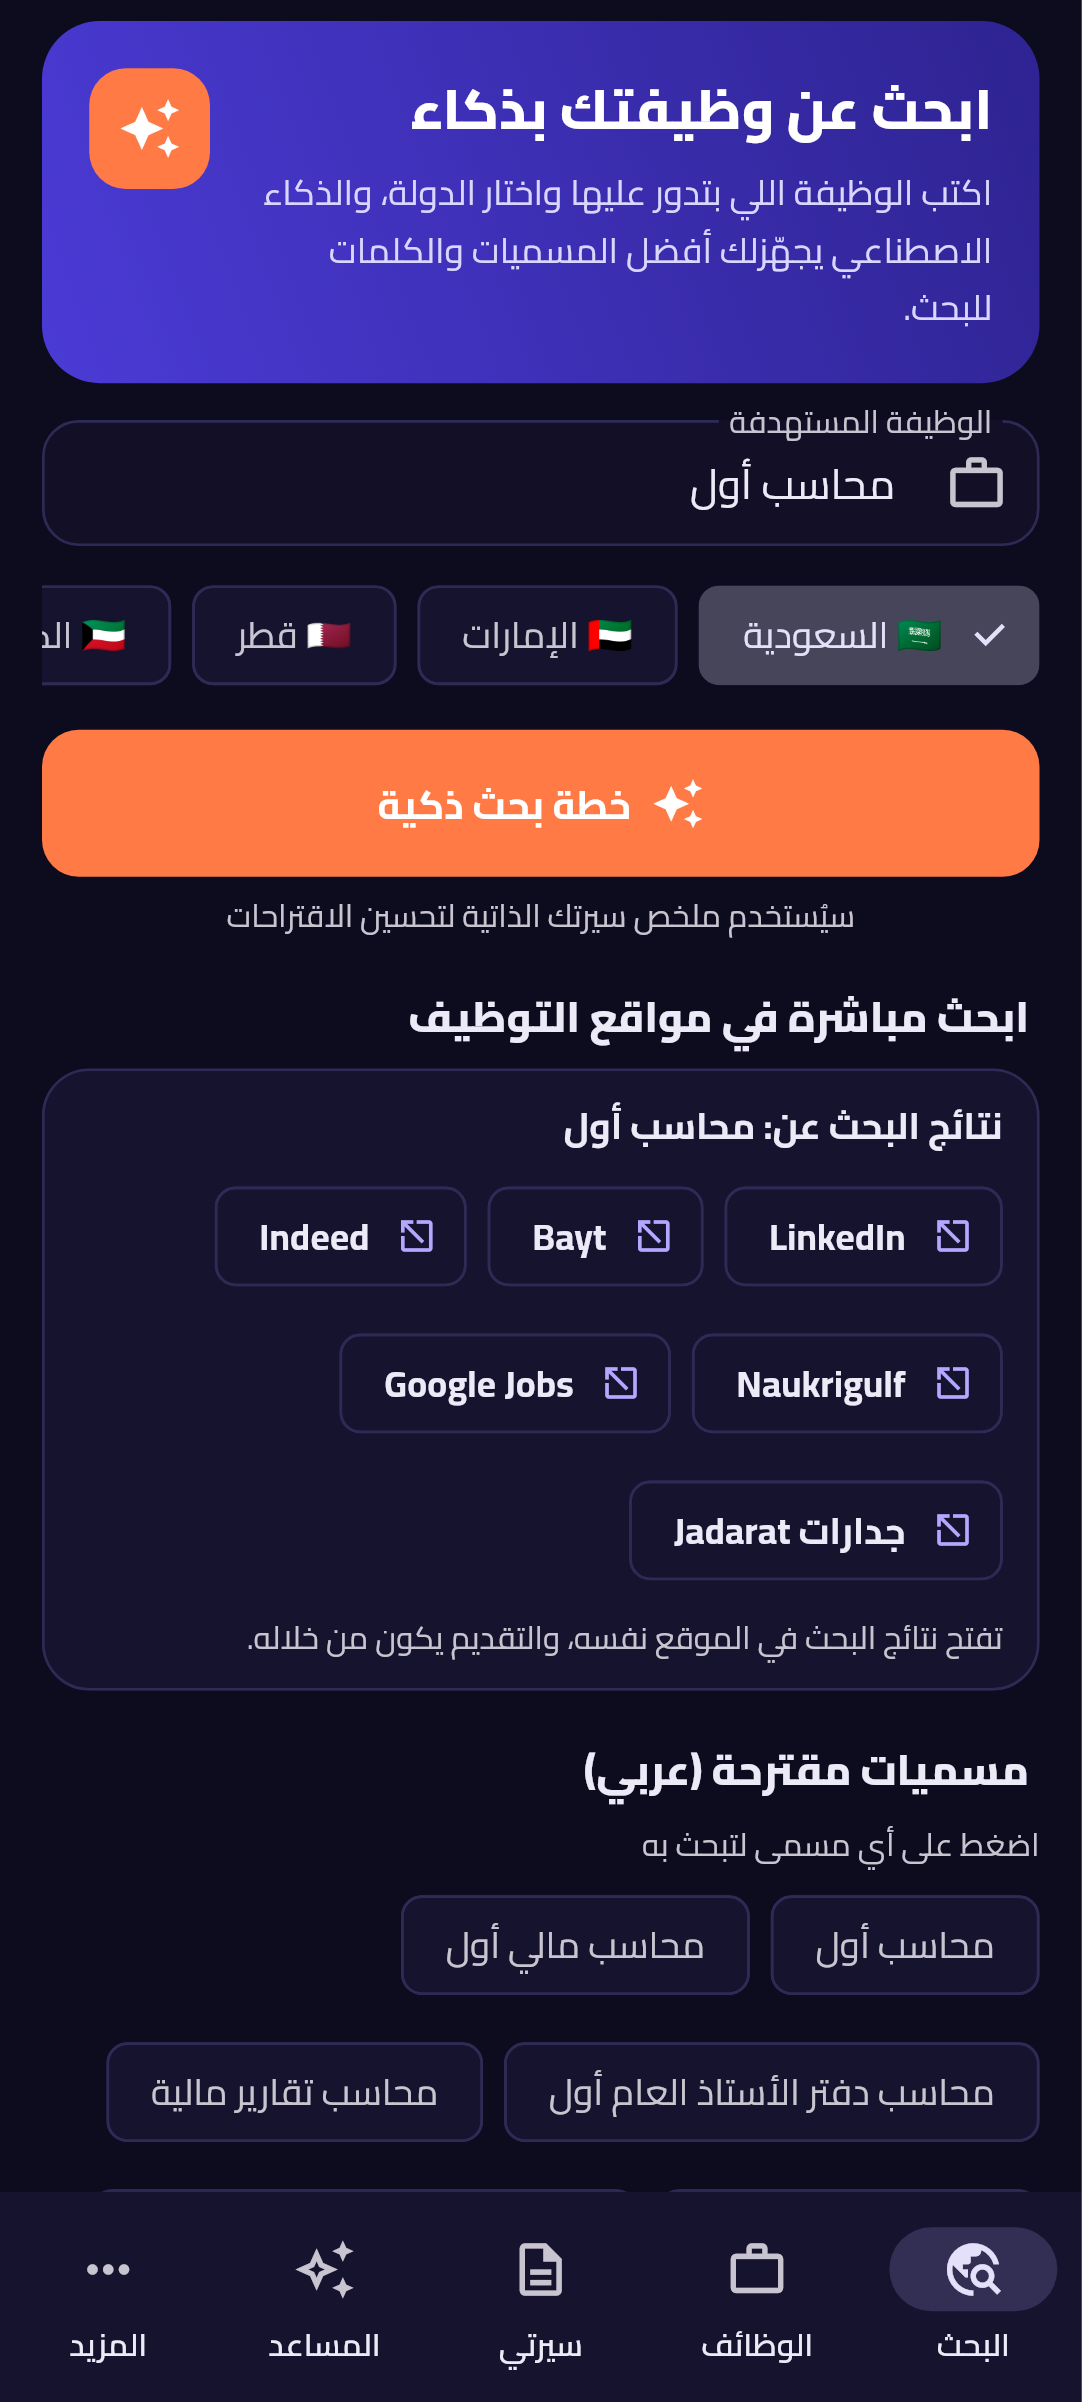 ابحث عن وظيفتك بذكاء
اكتب الوظيفة اللي بتدور عليها واختار الدولة، والذكاء
الاصطناعي يجهّزلك أفضل المسميات والكلمات
للبحث.
الوظيفة المستهدفة
محاسب أول
السعودية
الإمارات
قطر
خطة بحث ذكية
سيُستخدم ملخص سيرتك الذاتية لتحسين الاقتراحات
ابحث مباشرة في مواقع التوظيف
نتائج البحث عن: محاسب أول
LinkedIn
Bayt
Indeed
Naukrigulf
Google Jobs
جدارات Jadarat
تفتح نتائج البحث في الموقع نفسه، والتقديم يكون من خلاله.
مسميات مقترحة (عربي)
اضغط على أي مسمى لتبحث به
محاسب أول
محاسب مالي أول
محاسب دفتر الأستاذ العام أول
محاسب تقارير مالية
البحث
الوظائف
سيرتي
المساعد
المزيد